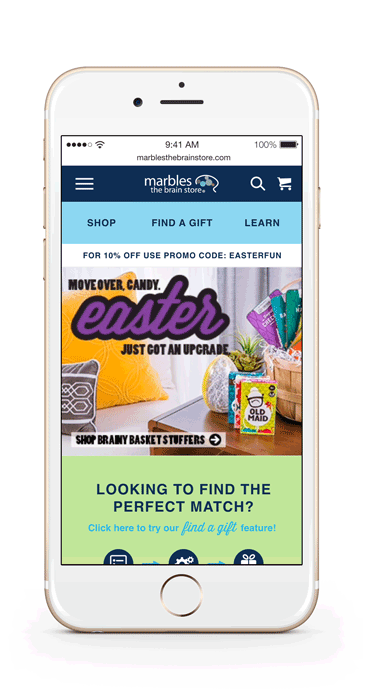 9:41 AM
100%
marblesthebrainstore.com
marbles
the brain store®
SHOP
FIND A GIFT
LEARN
FOR 10% OFF USE PROMO CODE: EASTERFUN
MOVE OVER, CANDY.
easter
JUST GOT AN UPGRADE
OLD
MAID
SHOP BRAINY BASKET STUFFERS
LOOKING TO FIND THE
PERFECT MATCH?
Click here to try our find a gift feature!